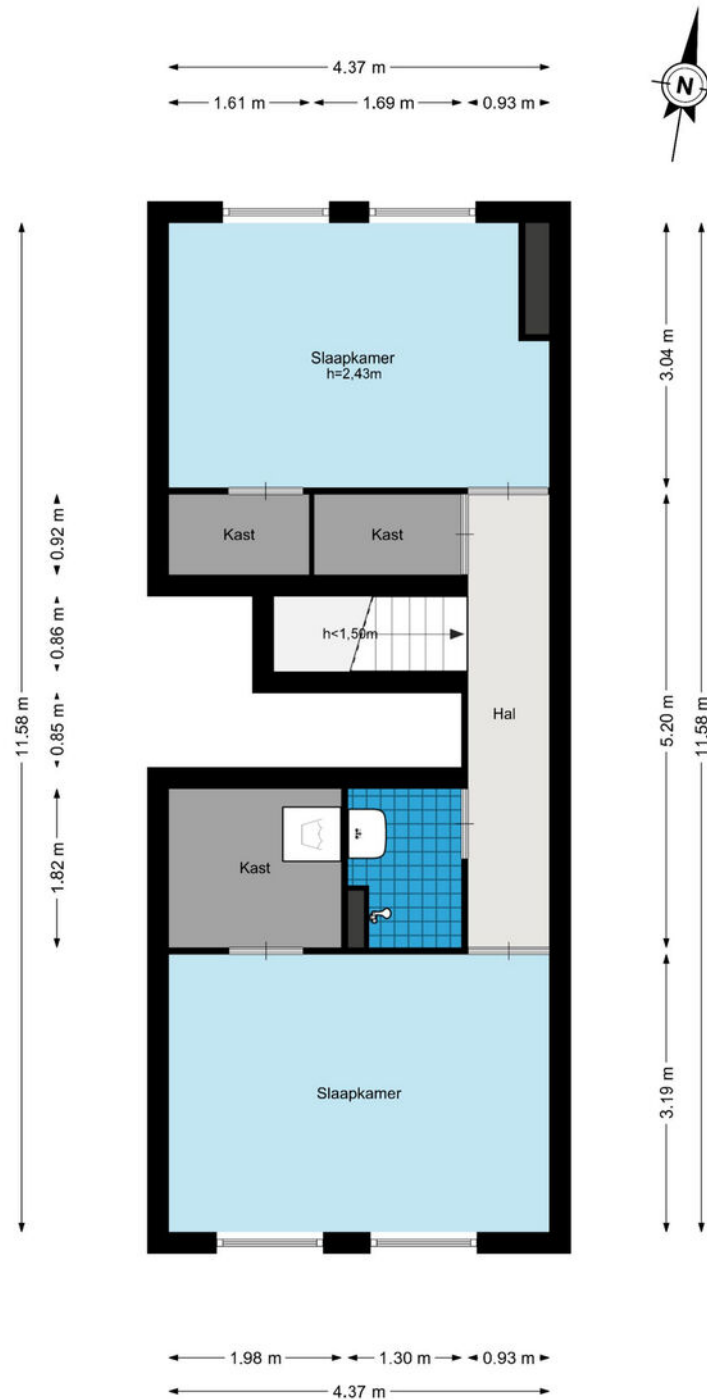 4.37 m
1.61 m
1.69 m
0.93 m
N
Slaapkamer
h=2,43m
3.04 m
Kast
Kast
0.92 m
h<1,50m
0.86 m
Hal
11.58 m
0.85 m
5.20 m
11.58 m
Kast
1.82 m
Slaapkamer
3.19 m
1.98 m
1.30 m
0.93 m
4.37 m